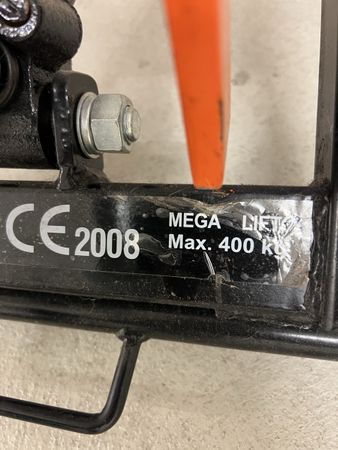 CE 2008
MEGA LIFT
Max. 400